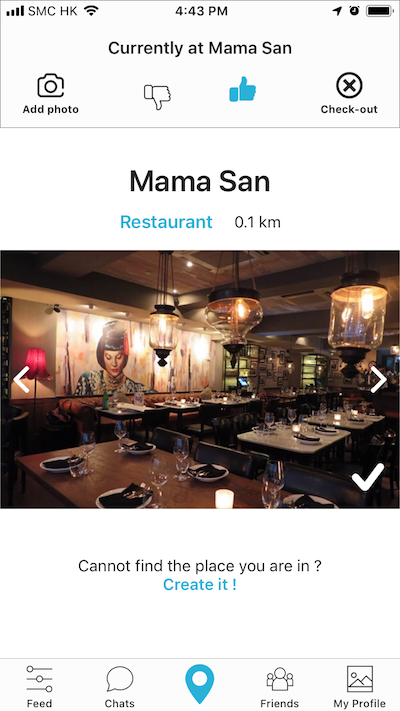 SMC HK 4:43 PM
Currently at Mama San
Add photo Check-out
Mama San
Restaurant 0.1 km
Cannot find the place you are in ?
Create it !
Feed Chats Friends My Profile